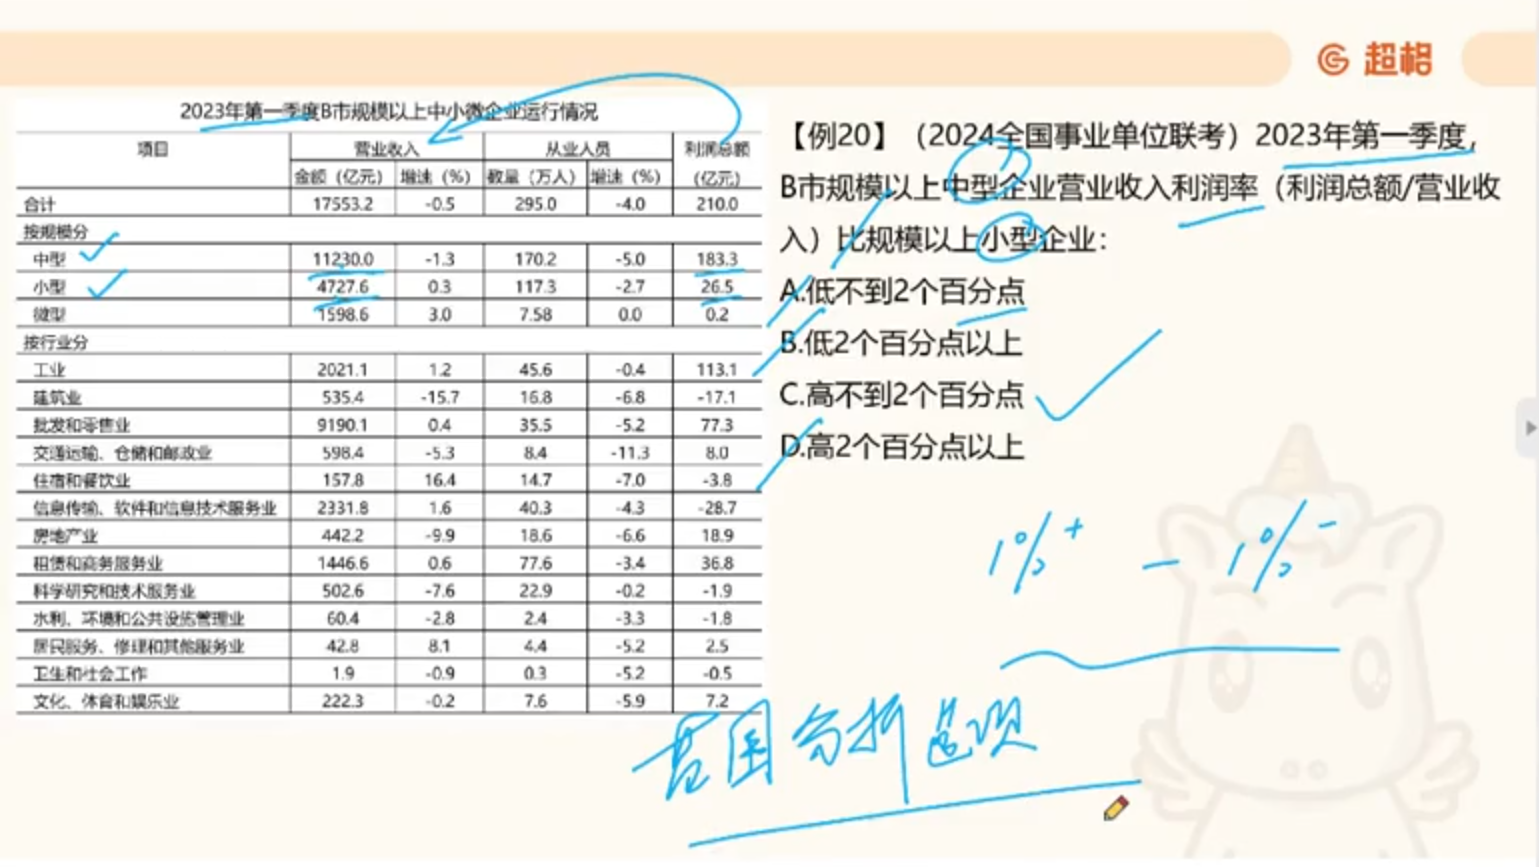 超格
2023年第一季度B市规模以上中小微企业运行情况
项目 营业收入 从业人员 利润总额
金额（亿元） 增速（%） 数量（万人） 增速（%） （亿元）
合计 17553.2 -0.5 295.0 -4.0 210.0
按规模分
中型 11230.0 -1.3 170.2 -5.0 183.3
小型 4727.6 0.3 117.3 -2.7 26.5
微型 1598.6 3.0 7.58 0.0 0.2
按行业分
工业 2021.1 1.2 45.6 -0.4 113.1
建筑业 535.4 -15.7 16.8 -6.8 -17.1
批发和零售业 9190.1 0.4 35.5 -5.2 77.3
交通运输、仓储和邮政业 598.4 -5.3 8.4 -11.3 8.0
住宿和餐饮业 157.8 16.4 14.7 -7.0 -3.8
信息传输、软件和信息技术服务业 2331.8 1.6 40.3 -4.3 -28.7
房地产业 442.2 -9.9 18.6 -6.6 18.9
租赁和商务服务业 1446.6 0.6 77.6 -3.4 36.8
科学研究和技术服务业 502.6 -7.6 22.9 -0.2 -1.9
水利、环境和公共设施管理业 60.4 -2.8 2.4 -3.3 -1.8
居民服务、修理和其他服务业 42.8 8.1 4.4 -5.2 2.5
卫生和社会工作 1.9 -0.9 0.3 -5.2 -0.5
文化、体育和娱乐业 222.3 -0.2 7.6 -5.9 7.2
【例20】（2024全国事业单位联考）2023年第一季度，
B市规模以上中型企业营业收入利润率（利润总额/营业收
入）比规模以上小型企业：
A.低不到2个百分点
B.低2个百分点以上
C.高不到2个百分点
D.高2个百分点以上
1%+ - 1%-
分析选项